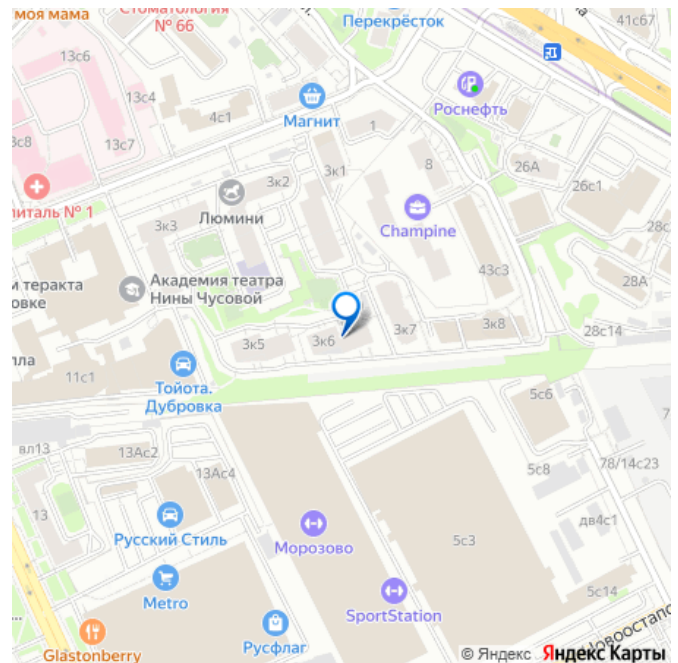 моя мама
Стоматология
№ 66
Перекрёсток
41с67
13с6
13с4
4с1
Магнит
Роснефть
1
3с8
13с7
3к1
8
26А
26с1
3к2
Люмини
Champine
питаль № 1
3к3
28с
43с3
м теракта
овке
Академия театра
Нины Чусовой
28А
3к5
3к6
3к7
3к8
28с14
лла
11с1
Тойота.
Дубровка
5с6
вл13
13Ас2
13Ас4
5с8
78/14с23
13
Русский Стиль
Морозово
5с3
дв4с1
Metro
SportStation
5с14
Glastonberry
Русфлаг
Новоостапо
© Яндекс Яндекс Карты